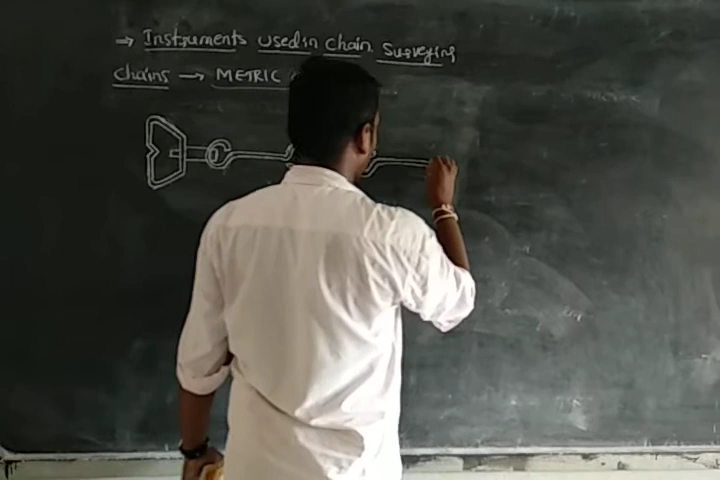 → Instruments used in Chain Surveying
Chains → METRIC